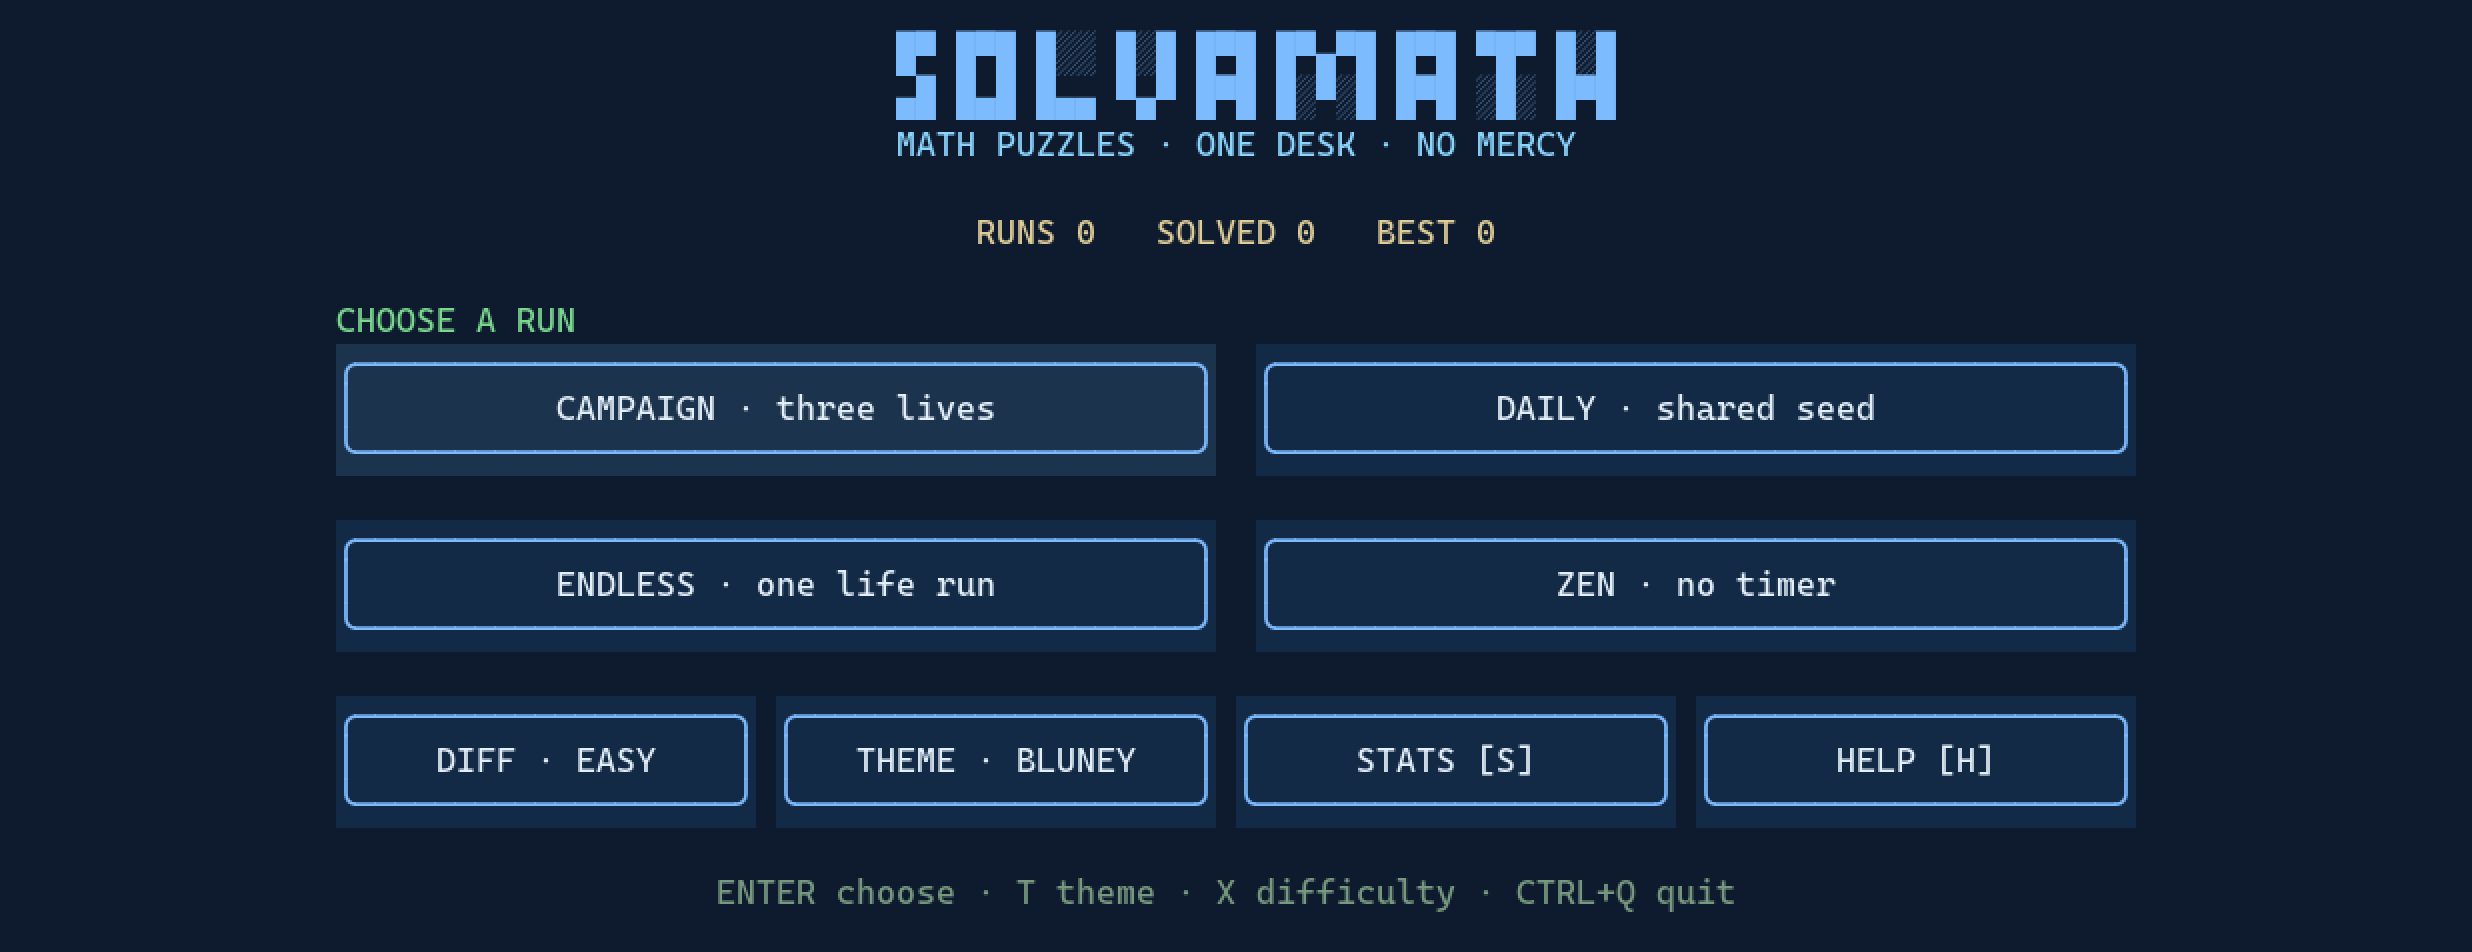 SOLVAMATH
MATH PUZZLES · ONE DESK · NO MERCY
RUNS 0   SOLVED 0   BEST 0
CHOOSE A RUN
CAMPAIGN · three lives
DAILY · shared seed
ENDLESS · one life run
ZEN · no timer
DIFF · EASY
THEME · BLUNEY
STATS [S]
HELP [H]
ENTER choose · T theme · X difficulty · CTRL+Q quit